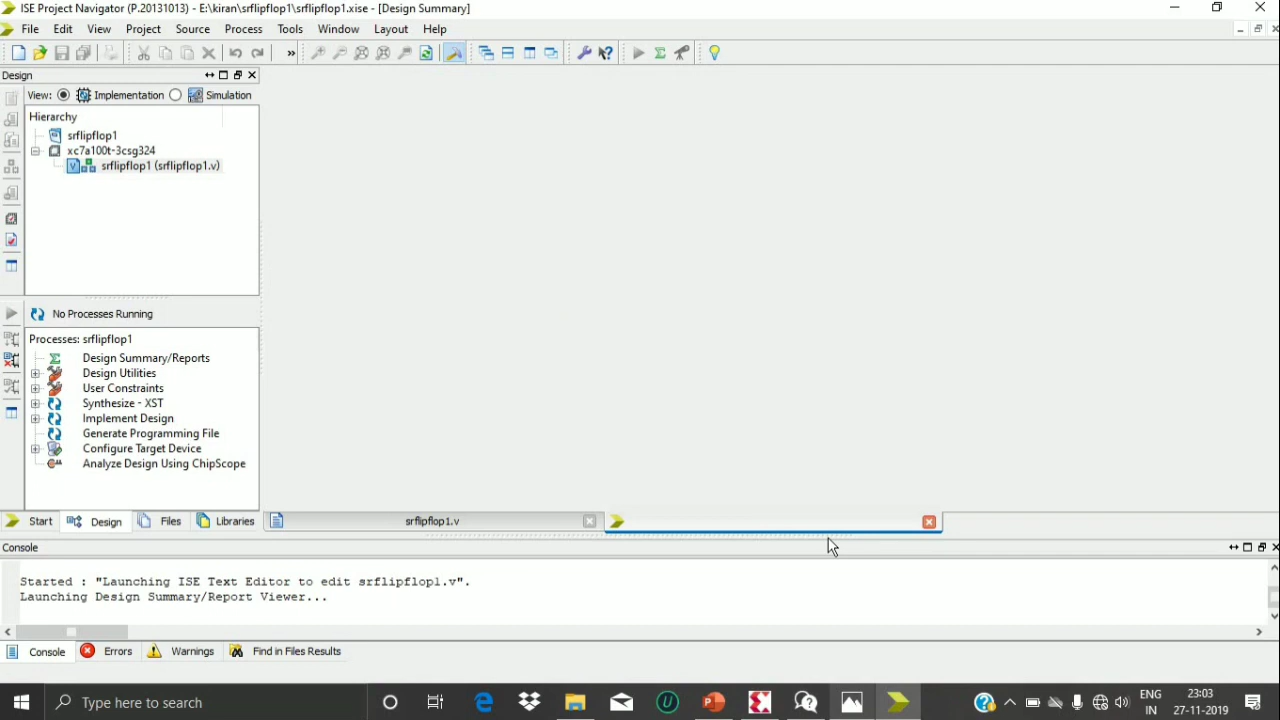 ISE Project Navigator (P.20131013) - E:\kiran\srflipflop1\srflipflop1.xise - [Design Summary]
File Edit View Project Source Process Tools Window Layout Help
»
Design
View: Implementation Simulation
Hierarchy
srflipflop1
xc7a100t-3csg324
srflipflop1 (srflipflop1.v)
No Processes Running
Processes: srflipflop1
Design Summary/Reports
Design Utilities
User Constraints
Synthesize - XST
Implement Design
Generate Programming File
Configure Target Device
Analyze Design Using ChipScope
Start Design Files Libraries srflipflop1.v
Console
Started : "Launching ISE Text Editor to edit srflipflop1.v".
Launching Design Summary/Report Viewer...
Console Errors Warnings Find in Files Results
Type here to search
ENG 23:03
IN 27-11-2019